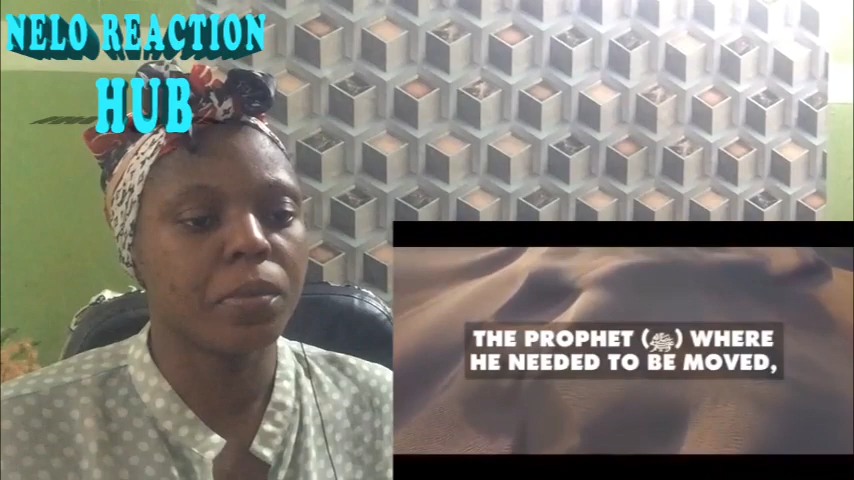 NELO REACTION
HUB
THE PROPHET (ﷺ) WHERE
HE NEEDED TO BE MOVED,